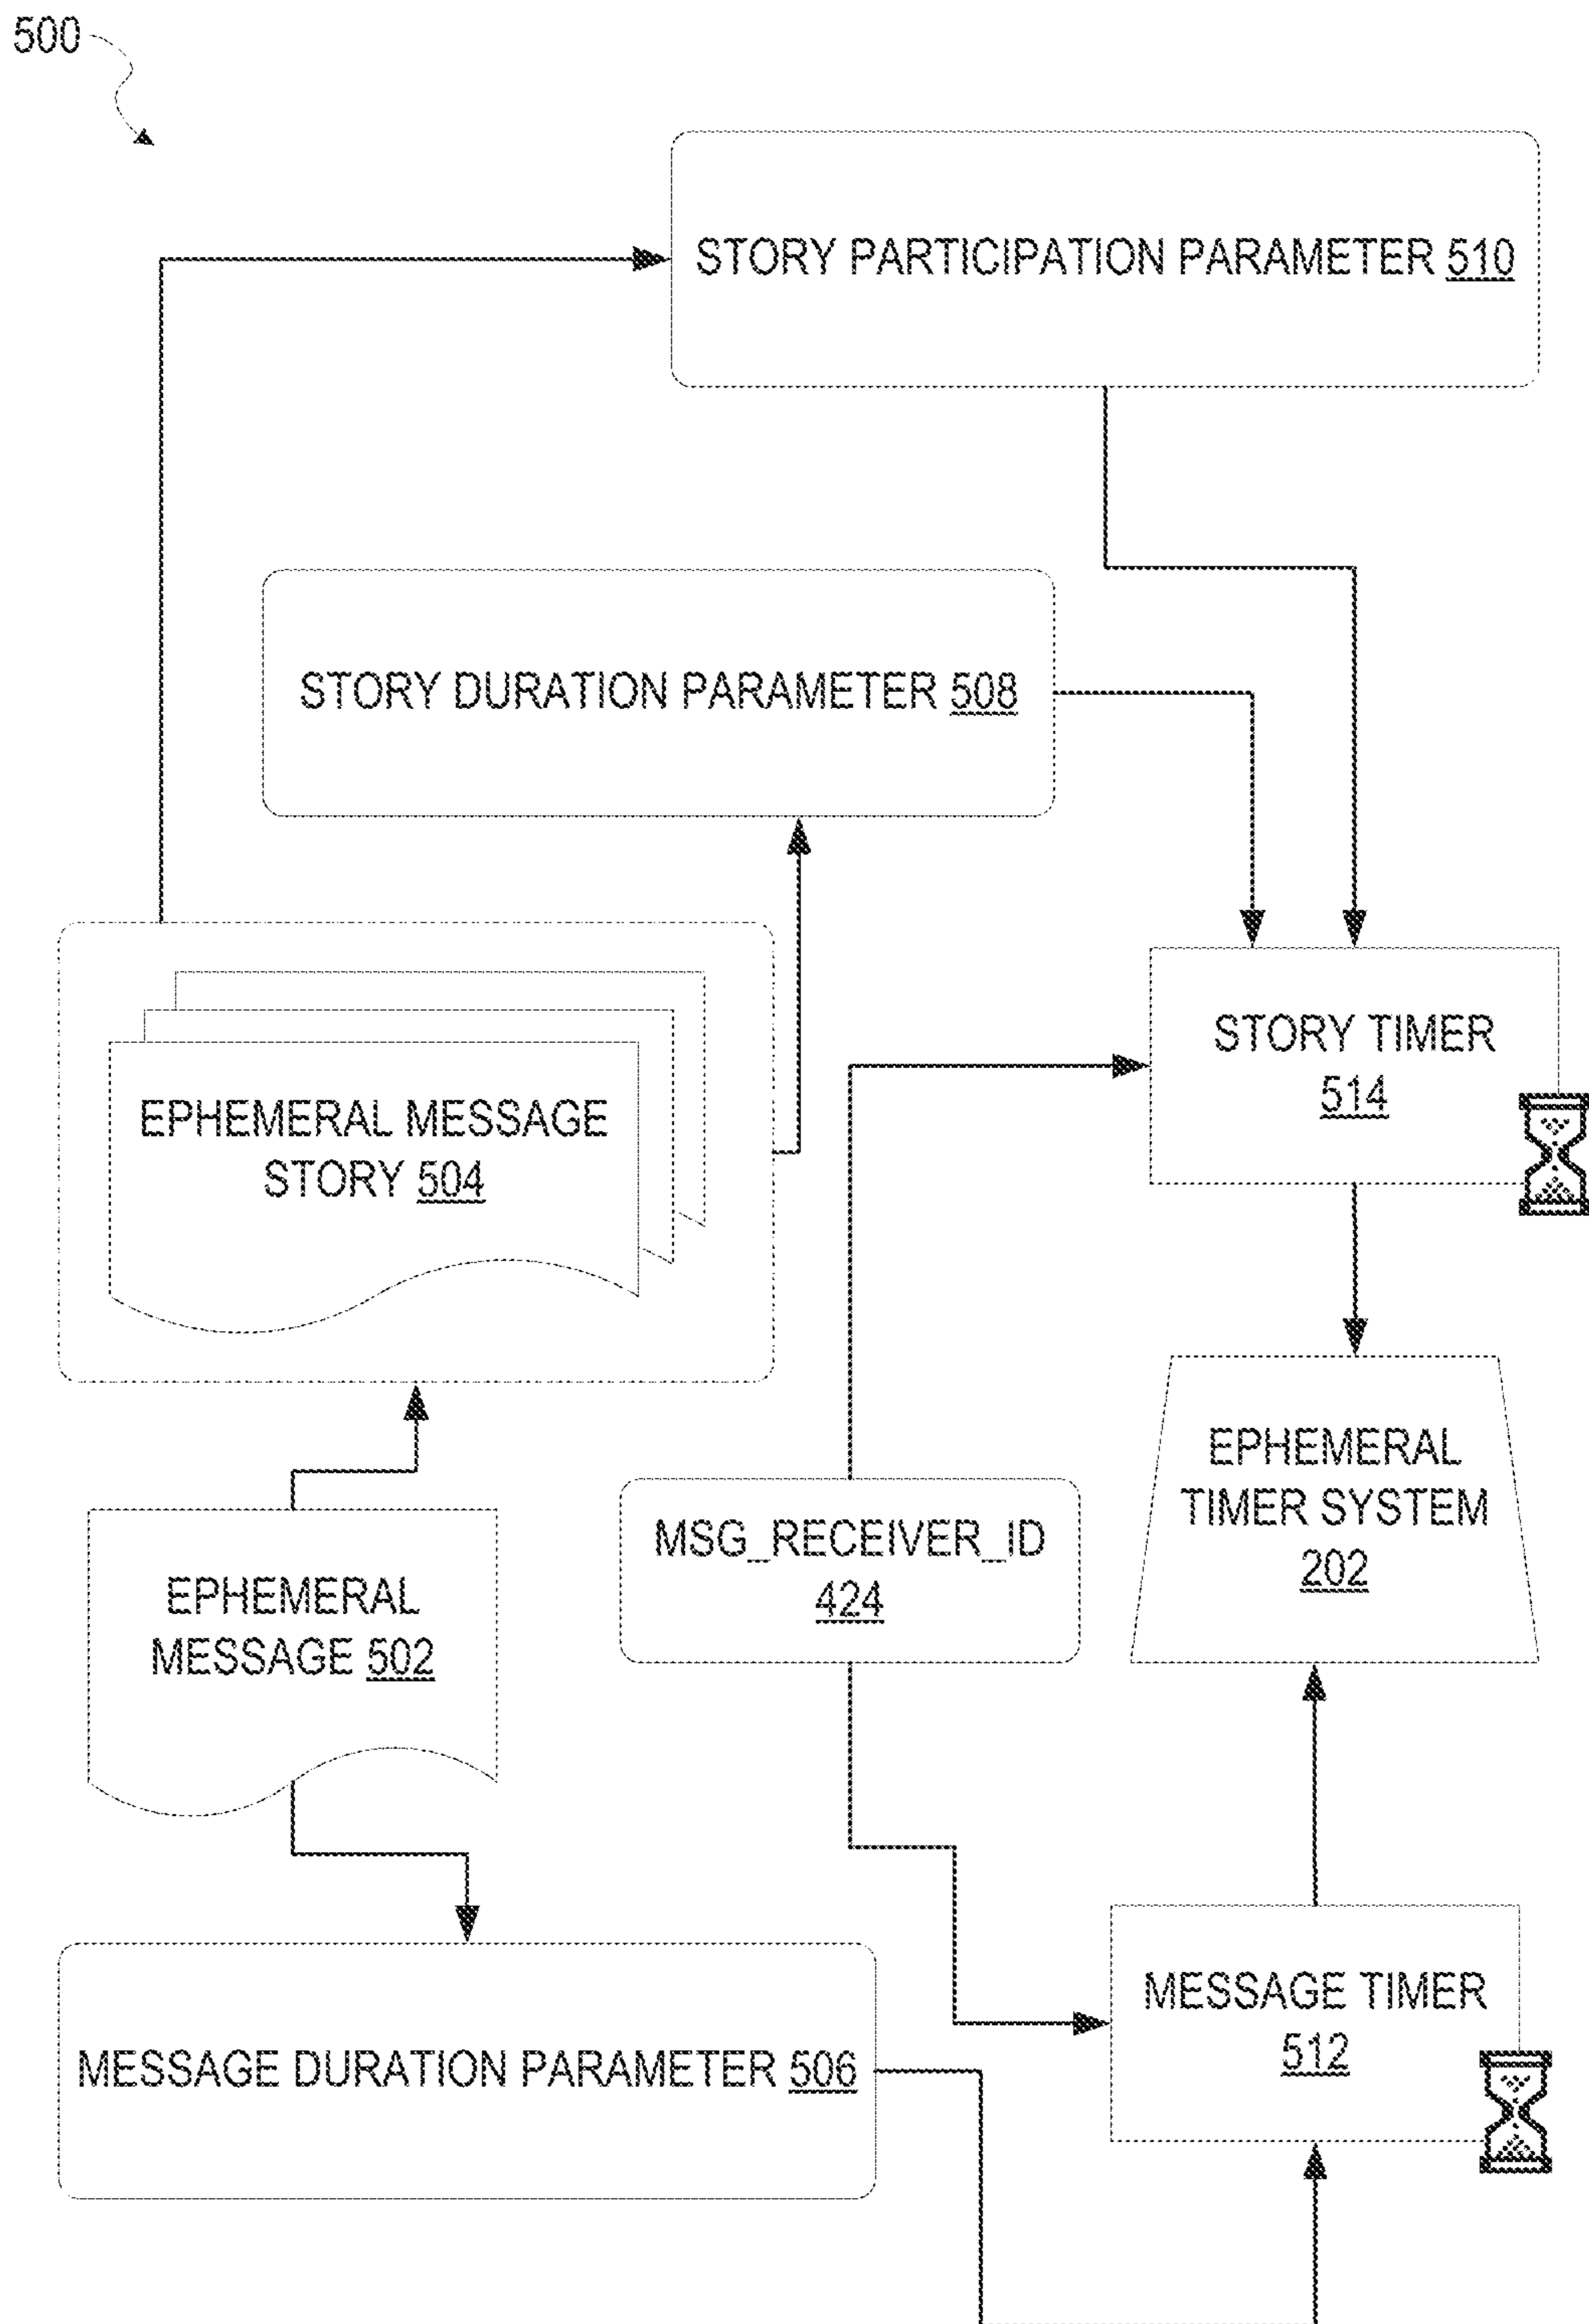 500
STORY PARTICIPATION PARAMETER 510
STORY DURATION PARAMETER 508
EPHEMERAL MESSAGE
STORY 504
STORY TIMER
514
EPHEMERAL
TIMER SYSTEM
202
MSG_RECEIVER_ID
424
EPHEMERAL
MESSAGE 502
MESSAGE TIMER
512
MESSAGE DURATION PARAMETER 506